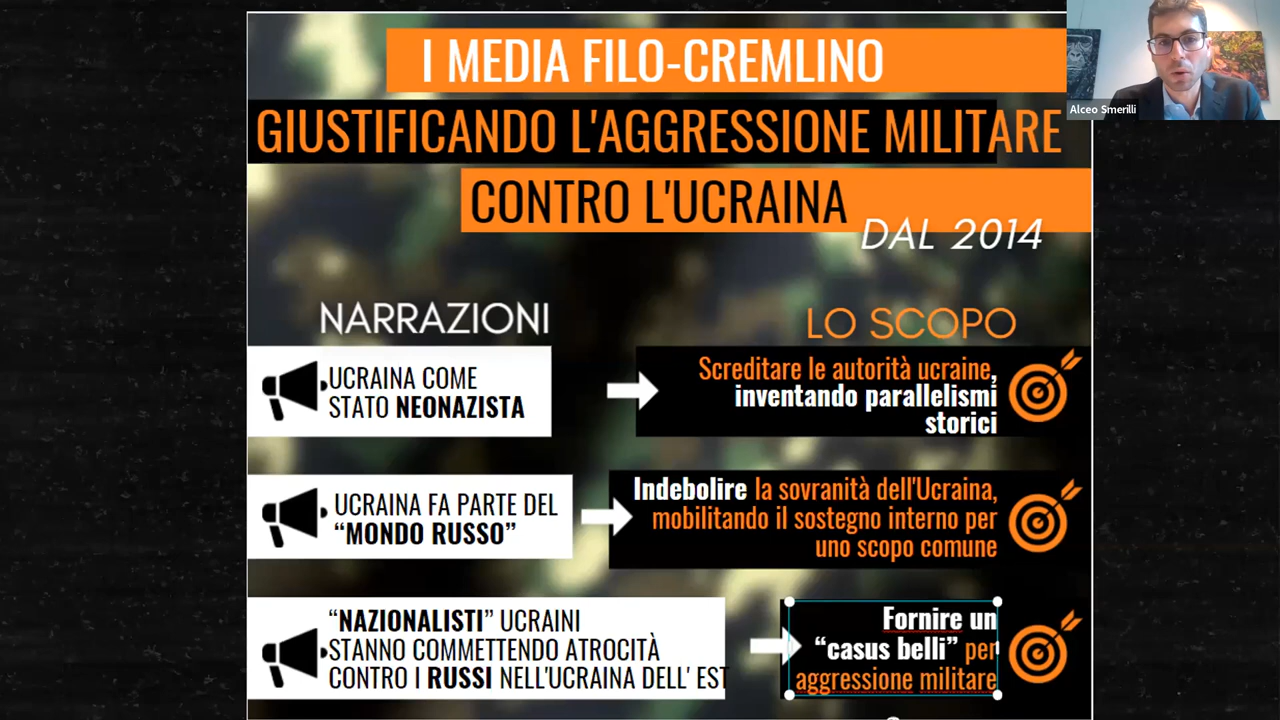 I MEDIA FILO-CREMLINO
GIUSTIFICANDO L'AGGRESSIONE MILITARE
CONTRO L'UCRAINA
DAL 2014
Alceo Smerilli
NARRAZIONI
LO SCOPO
UCRAINA COME
STATO NEONAZISTA
Screditare le autorità ucraine,
inventando parallelismi
storici
UCRAINA FA PARTE DEL
“MONDO RUSSO”
Indebolire la sovranità dell'Ucraina,
mobilitando il sostegno interno per
uno scopo comune
“NAZIONALISTI” UCRAINI
STANNO COMMETTENDO ATROCITÀ
CONTRO I RUSSI NELL'UCRAINA DELL' EST
Fornire un
“casus belli” per
aggressione militare